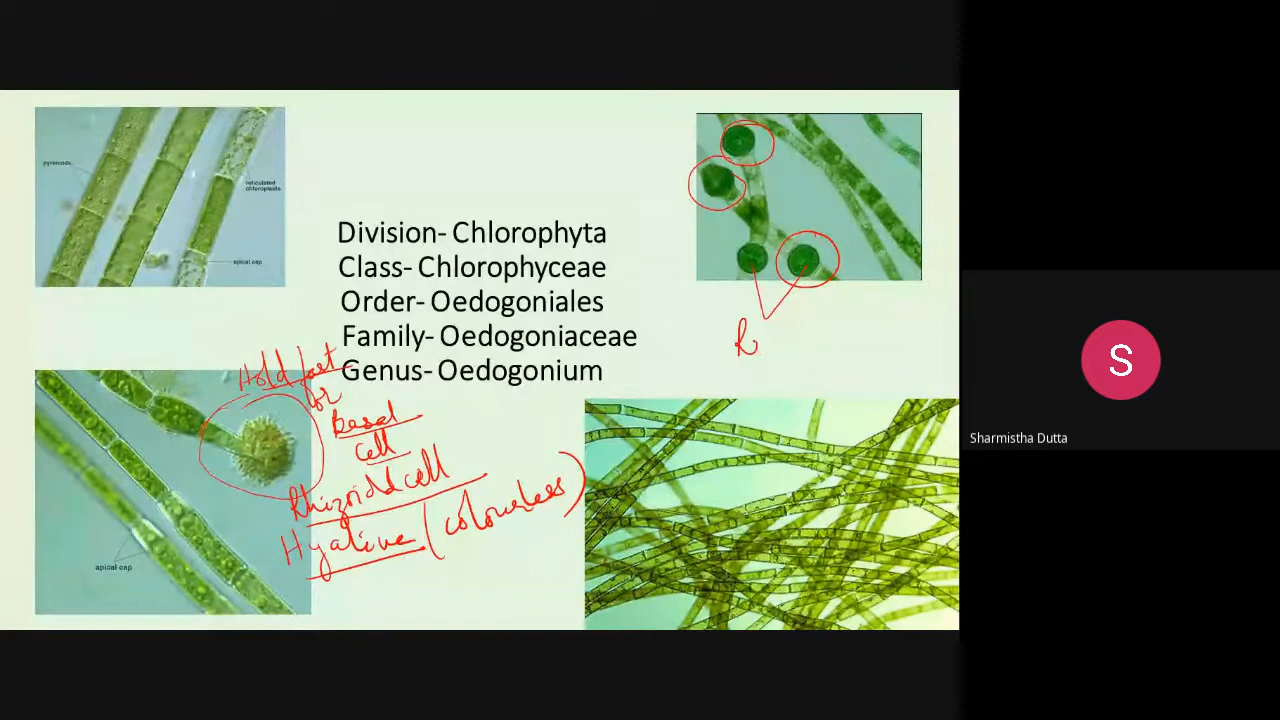 pyrenoids
reticulated
chloroplasts
apical cap
Division- Chlorophyta
Class- Chlorophyceae
Order- Oedogoniales
Family- Oedogoniaceae
Genus- Oedogonium
Hold fast
or
Basal
cell
Rhizoidd cell
Hyaline (colourless)
apical cap
R
S
Sharmistha Dutta